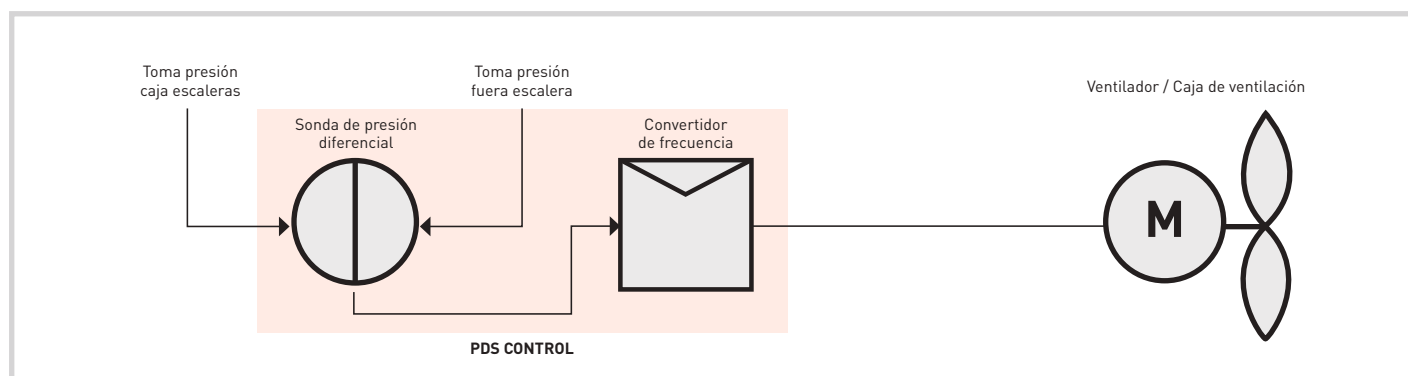 Toma presión
caja escaleras
Toma presión
fuera escalera
Ventilador / Caja de ventilación
Sonda de presión
diferencial
Convertidor
de frecuencia
M
PDS CONTROL